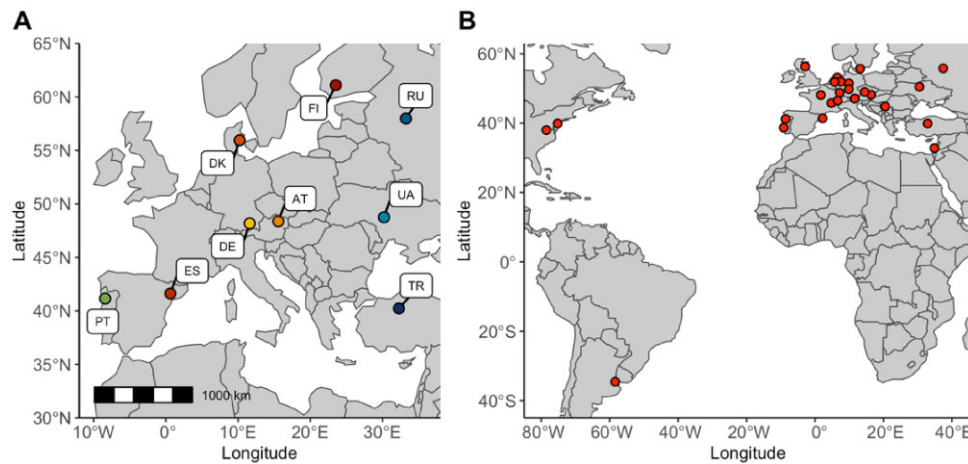 A
B
65°N
60°N
55°N
50°N
45°N
40°N
35°N
30°N
Latitude
FI
RU
DK
AT
UA
DE
ES
TR
PT
1000 km
10°W
0°
10°E
20°E
30°E
Longitude
60°N
40°N
20°N
0°
20°S
40°S
Latitude
80°W
60°W
40°W
20°W
0°
20°E
40°E
Longitude